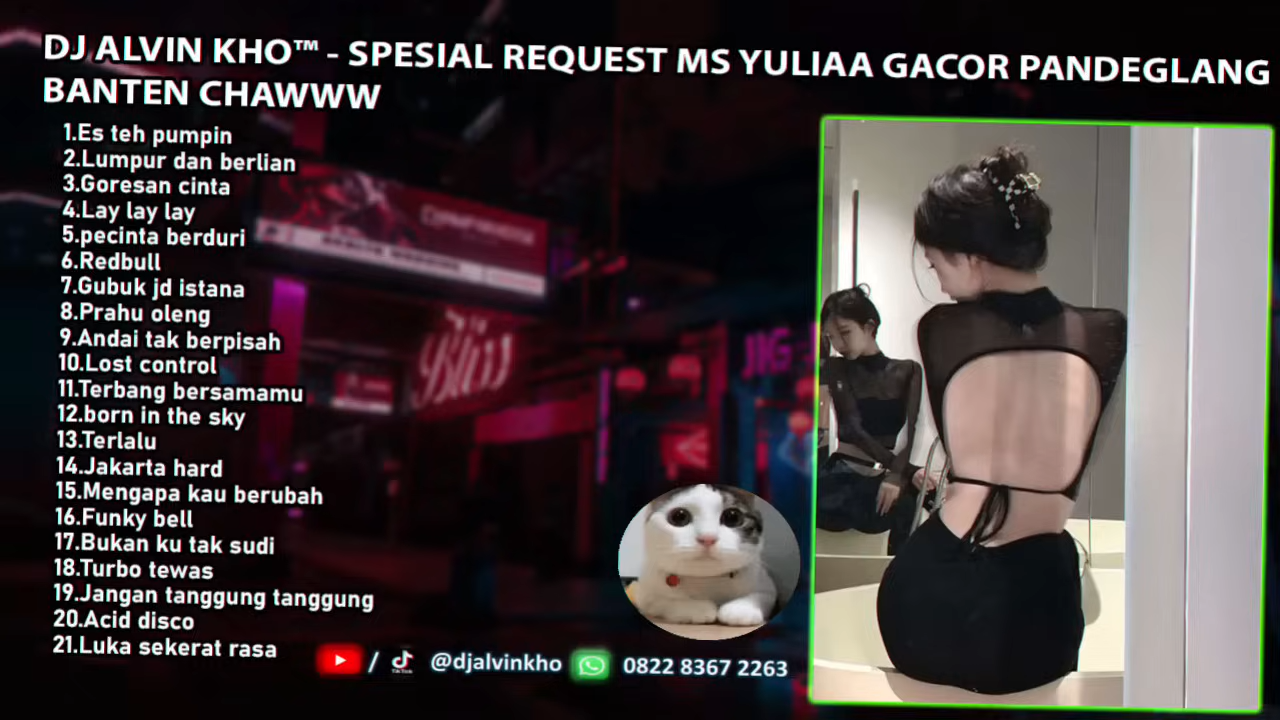 DJ ALVIN KHO™ - SPESIAL REQUEST MS YULIAA GACOR PANDEGLANG
BANTEN CHAWWW
1.Es teh pumpin
2.Lumpur dan berlian
3.Goresan cinta
4.Lay lay lay
5.pecinta berduri
6.Redbull
7.Gubuk jd istana
8.Prahu oleng
9.Andai tak berpisah
10.Lost control
11.Terbang bersamamu
12.born in the sky
13.Terlalu
14.Jakarta hard
15.Mengapa kau berubah
16.Funky bell
17.Bukan ku tak sudi
18.Turbo tewas
19.Jangan tanggung tanggung
20.Acid disco
21.Luka sekerat rasa
/ @djalvinkho 0822 8367 2263
Bliss
JIG